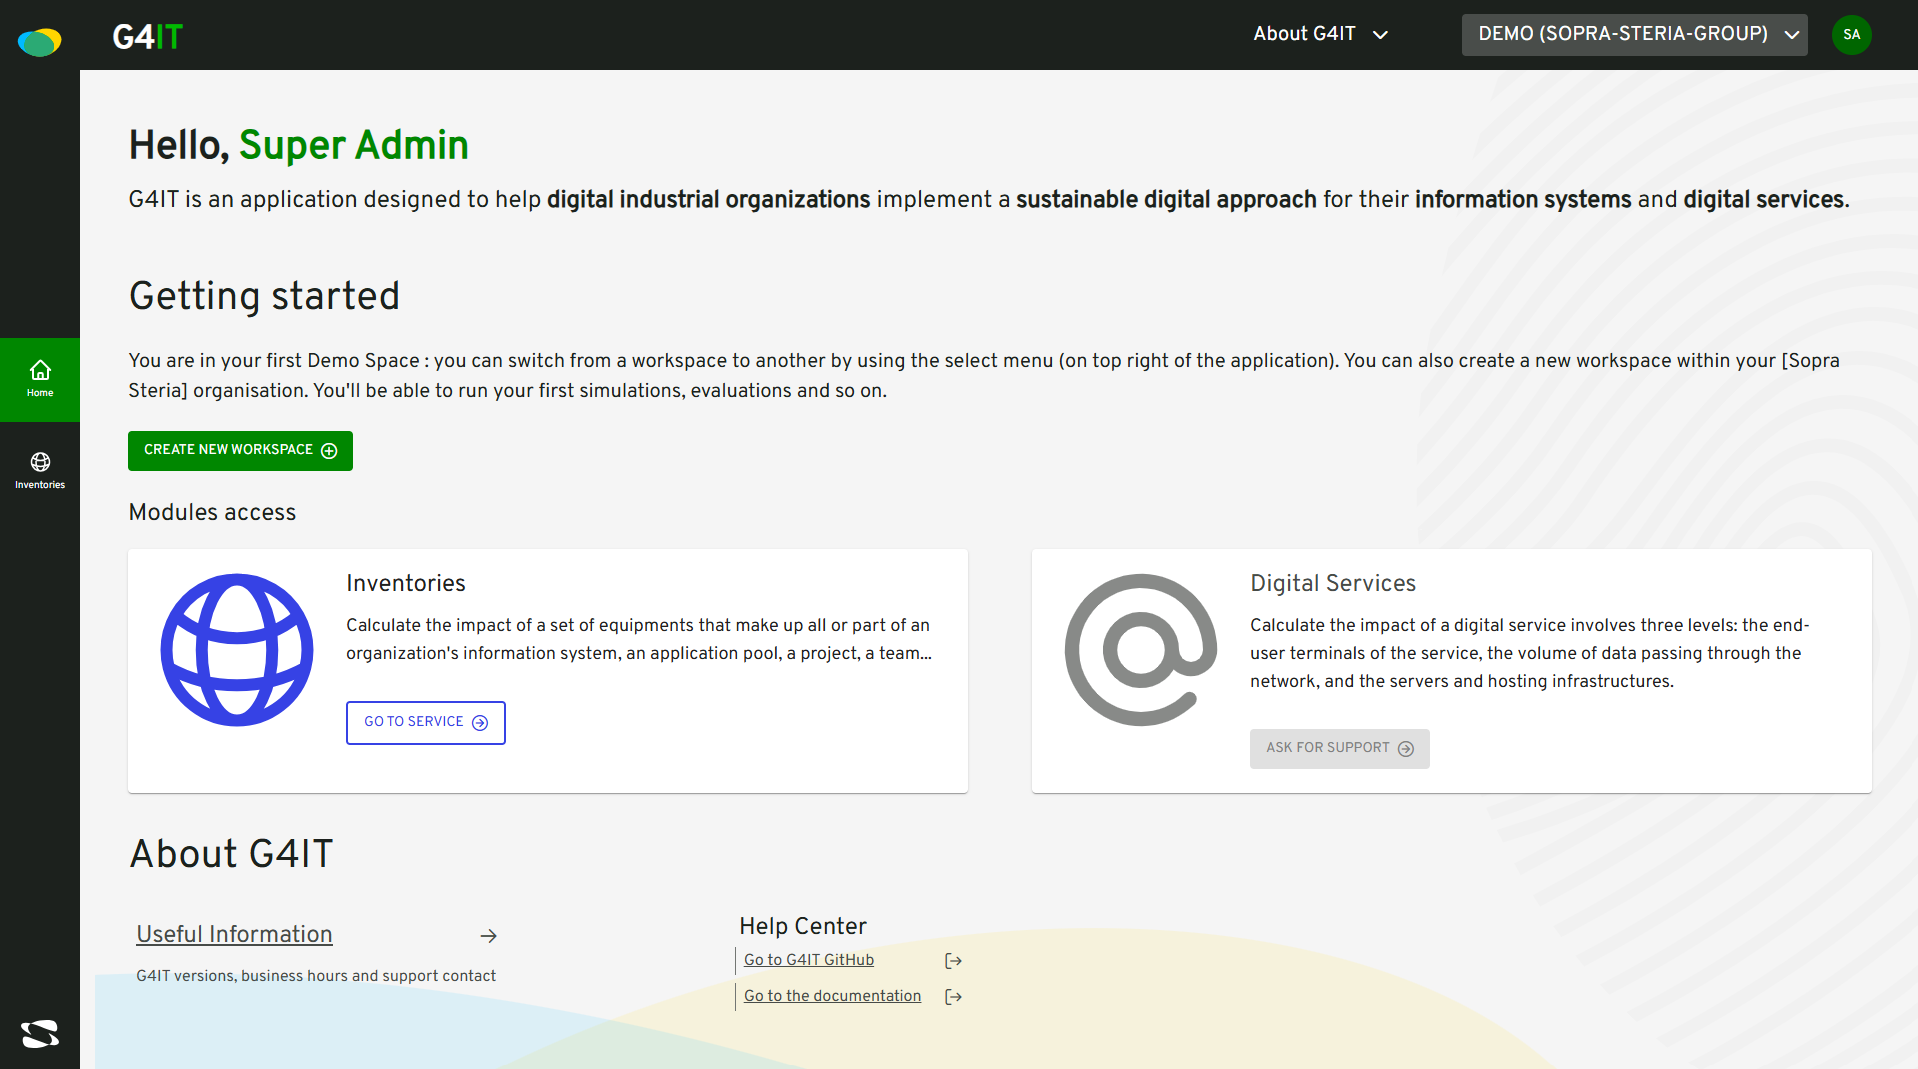 G4IT
About G4IT
DEMO (SOPRA-STERIA-GROUP)
SA
Home
Inventories
Hello, Super Admin
G4IT is an application designed to help digital industrial organizations implement a sustainable digital approach for their information systems and digital services.
Getting started
You are in your first Demo Space : you can switch from a workspace to another by using the select menu (on top right of the application). You can also create a new workspace within your [Sopra
Steria] organisation. You'll be able to run your first simulations, evaluations and so on.
CREATE NEW WORKSPACE
Modules access
Inventories
Calculate the impact of a set of equipments that make up all or part of an
organization's information system, an application pool, a project, a team...
GO TO SERVICE
Digital Services
Calculate the impact of a digital service involves three levels: the end-
user terminals of the service, the volume of data passing through the
network, and the servers and hosting infrastructures.
ASK FOR SUPPORT
About G4IT
Useful Information
G4IT versions, business hours and support contact
Help Center
Go to G4IT GitHub
Go to the documentation